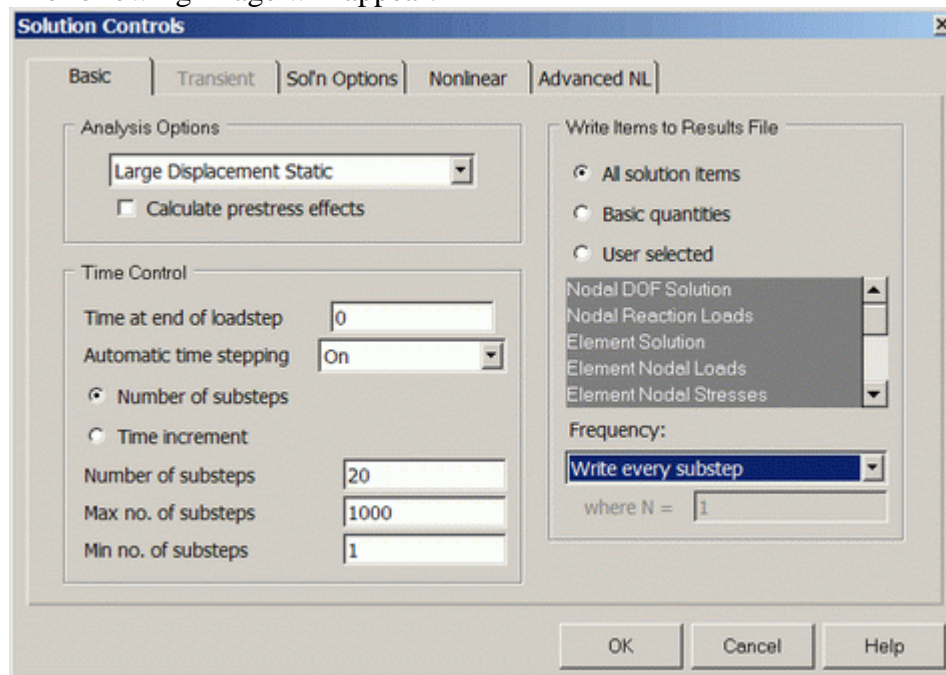 Solution Controls
Basic
Transient
Sol'n Options
Nonlinear
Advanced NL
Analysis Options
Large Displacement Static
Calculate prestress effects
Time Control
Time at end of loadstep 0
Automatic time stepping On
Number of substeps
Time increment
Number of substeps 20
Max no. of substeps 1000
Min no. of substeps 1
Write Items to Results File
All solution items
Basic quantities
User selected
Nodal DOF Solution
Nodal Reaction Loads
Element Solution
Element Nodal Loads
Element Nodal Stresses
Frequency:
Write every substep
where N = 1
OK
Cancel
Help